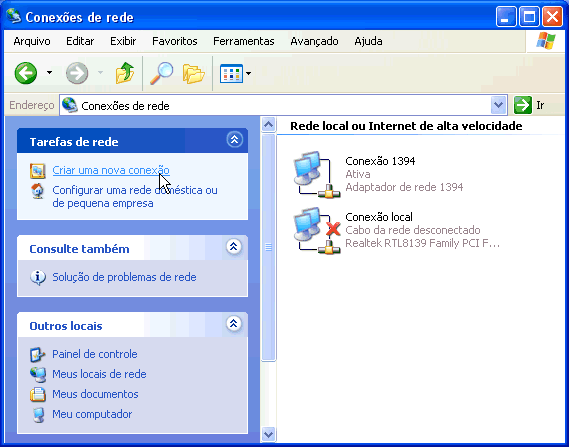 Conexões de rede
Arquivo Editar Exibir Favoritos Ferramentas Avançado Ajuda
Endereço Conexões de rede Ir
Tarefas de rede
Criar uma nova conexão
Configurar uma rede doméstica ou
de pequena empresa
Consulte também
Solução de problemas de rede
Outros locais
Painel de controle
Meus locais de rede
Meus documentos
Meu computador
Rede local ou Internet de alta velocidade
Conexão 1394
Ativa
Adaptador de rede 1394
Conexão local
Cabo da rede desconectado
Realtek RTL8139 Family PCI F...